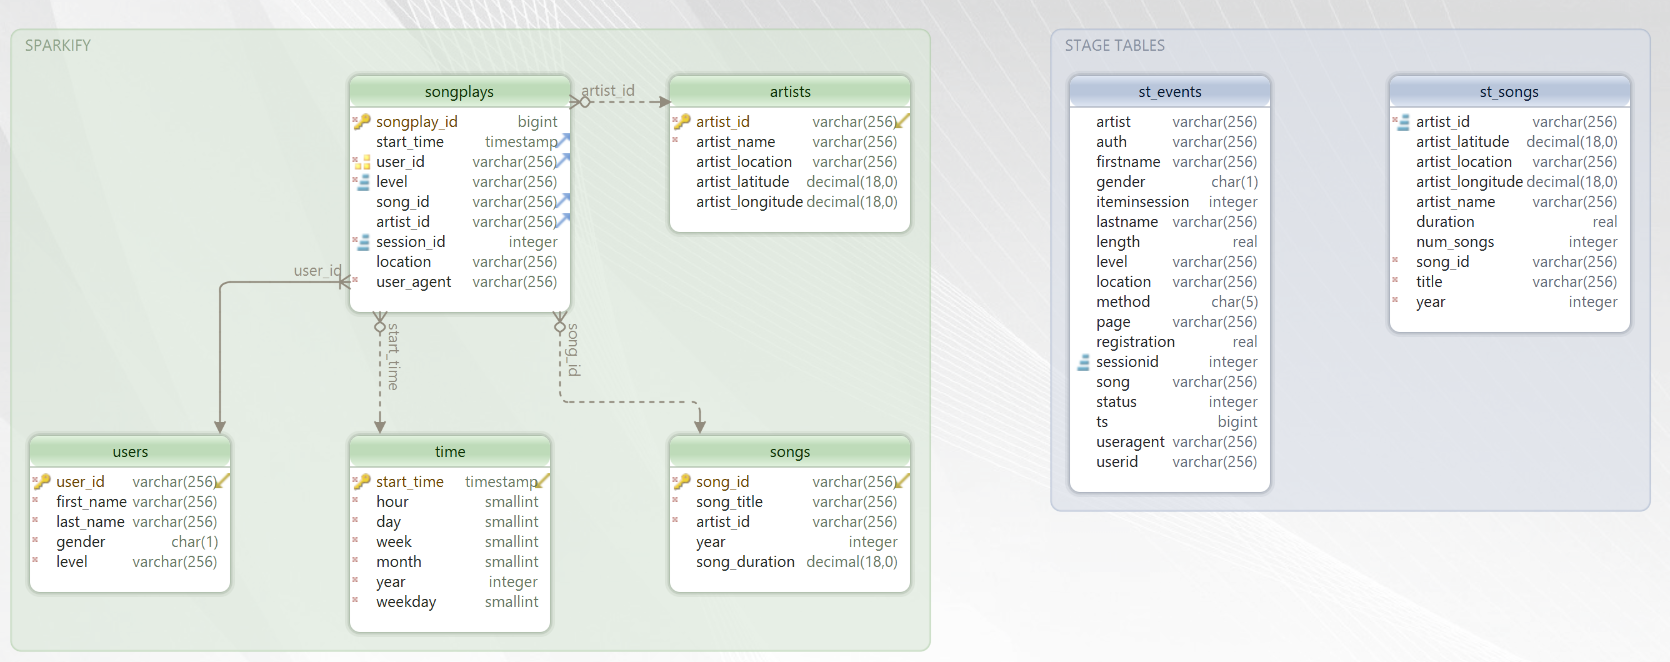 SPARKIFY
songplays
songplay_id bigint
start_time timestamp
user_id varchar(256)
level varchar(256)
song_id varchar(256)
artist_id varchar(256)
session_id integer
location varchar(256)
user_agent varchar(256)
artist_id
artists
artist_id varchar(256)
artist_name varchar(256)
artist_location varchar(256)
artist_latitude decimal(18,0)
artist_longitude decimal(18,0)
user_id
start_time
song_id
users
user_id varchar(256)
first_name varchar(256)
last_name varchar(256)
gender char(1)
level varchar(256)
time
start_time timestamp
hour smallint
day smallint
week smallint
month smallint
year integer
weekday smallint
songs
song_id varchar(256)
song_title varchar(256)
artist_id varchar(256)
year integer
song_duration decimal(18,0)
STAGE TABLES
st_events
artist varchar(256)
auth varchar(256)
firstname varchar(256)
gender char(1)
iteminsession integer
lastname varchar(256)
length real
level varchar(256)
location varchar(256)
method char(5)
page varchar(256)
registration real
sessionid integer
song varchar(256)
status integer
ts bigint
useragent varchar(256)
userid varchar(256)
st_songs
artist_id varchar(256)
artist_latitude decimal(18,0)
artist_location varchar(256)
artist_longitude decimal(18,0)
artist_name varchar(256)
duration real
num_songs integer
song_id varchar(256)
title varchar(256)
year integer